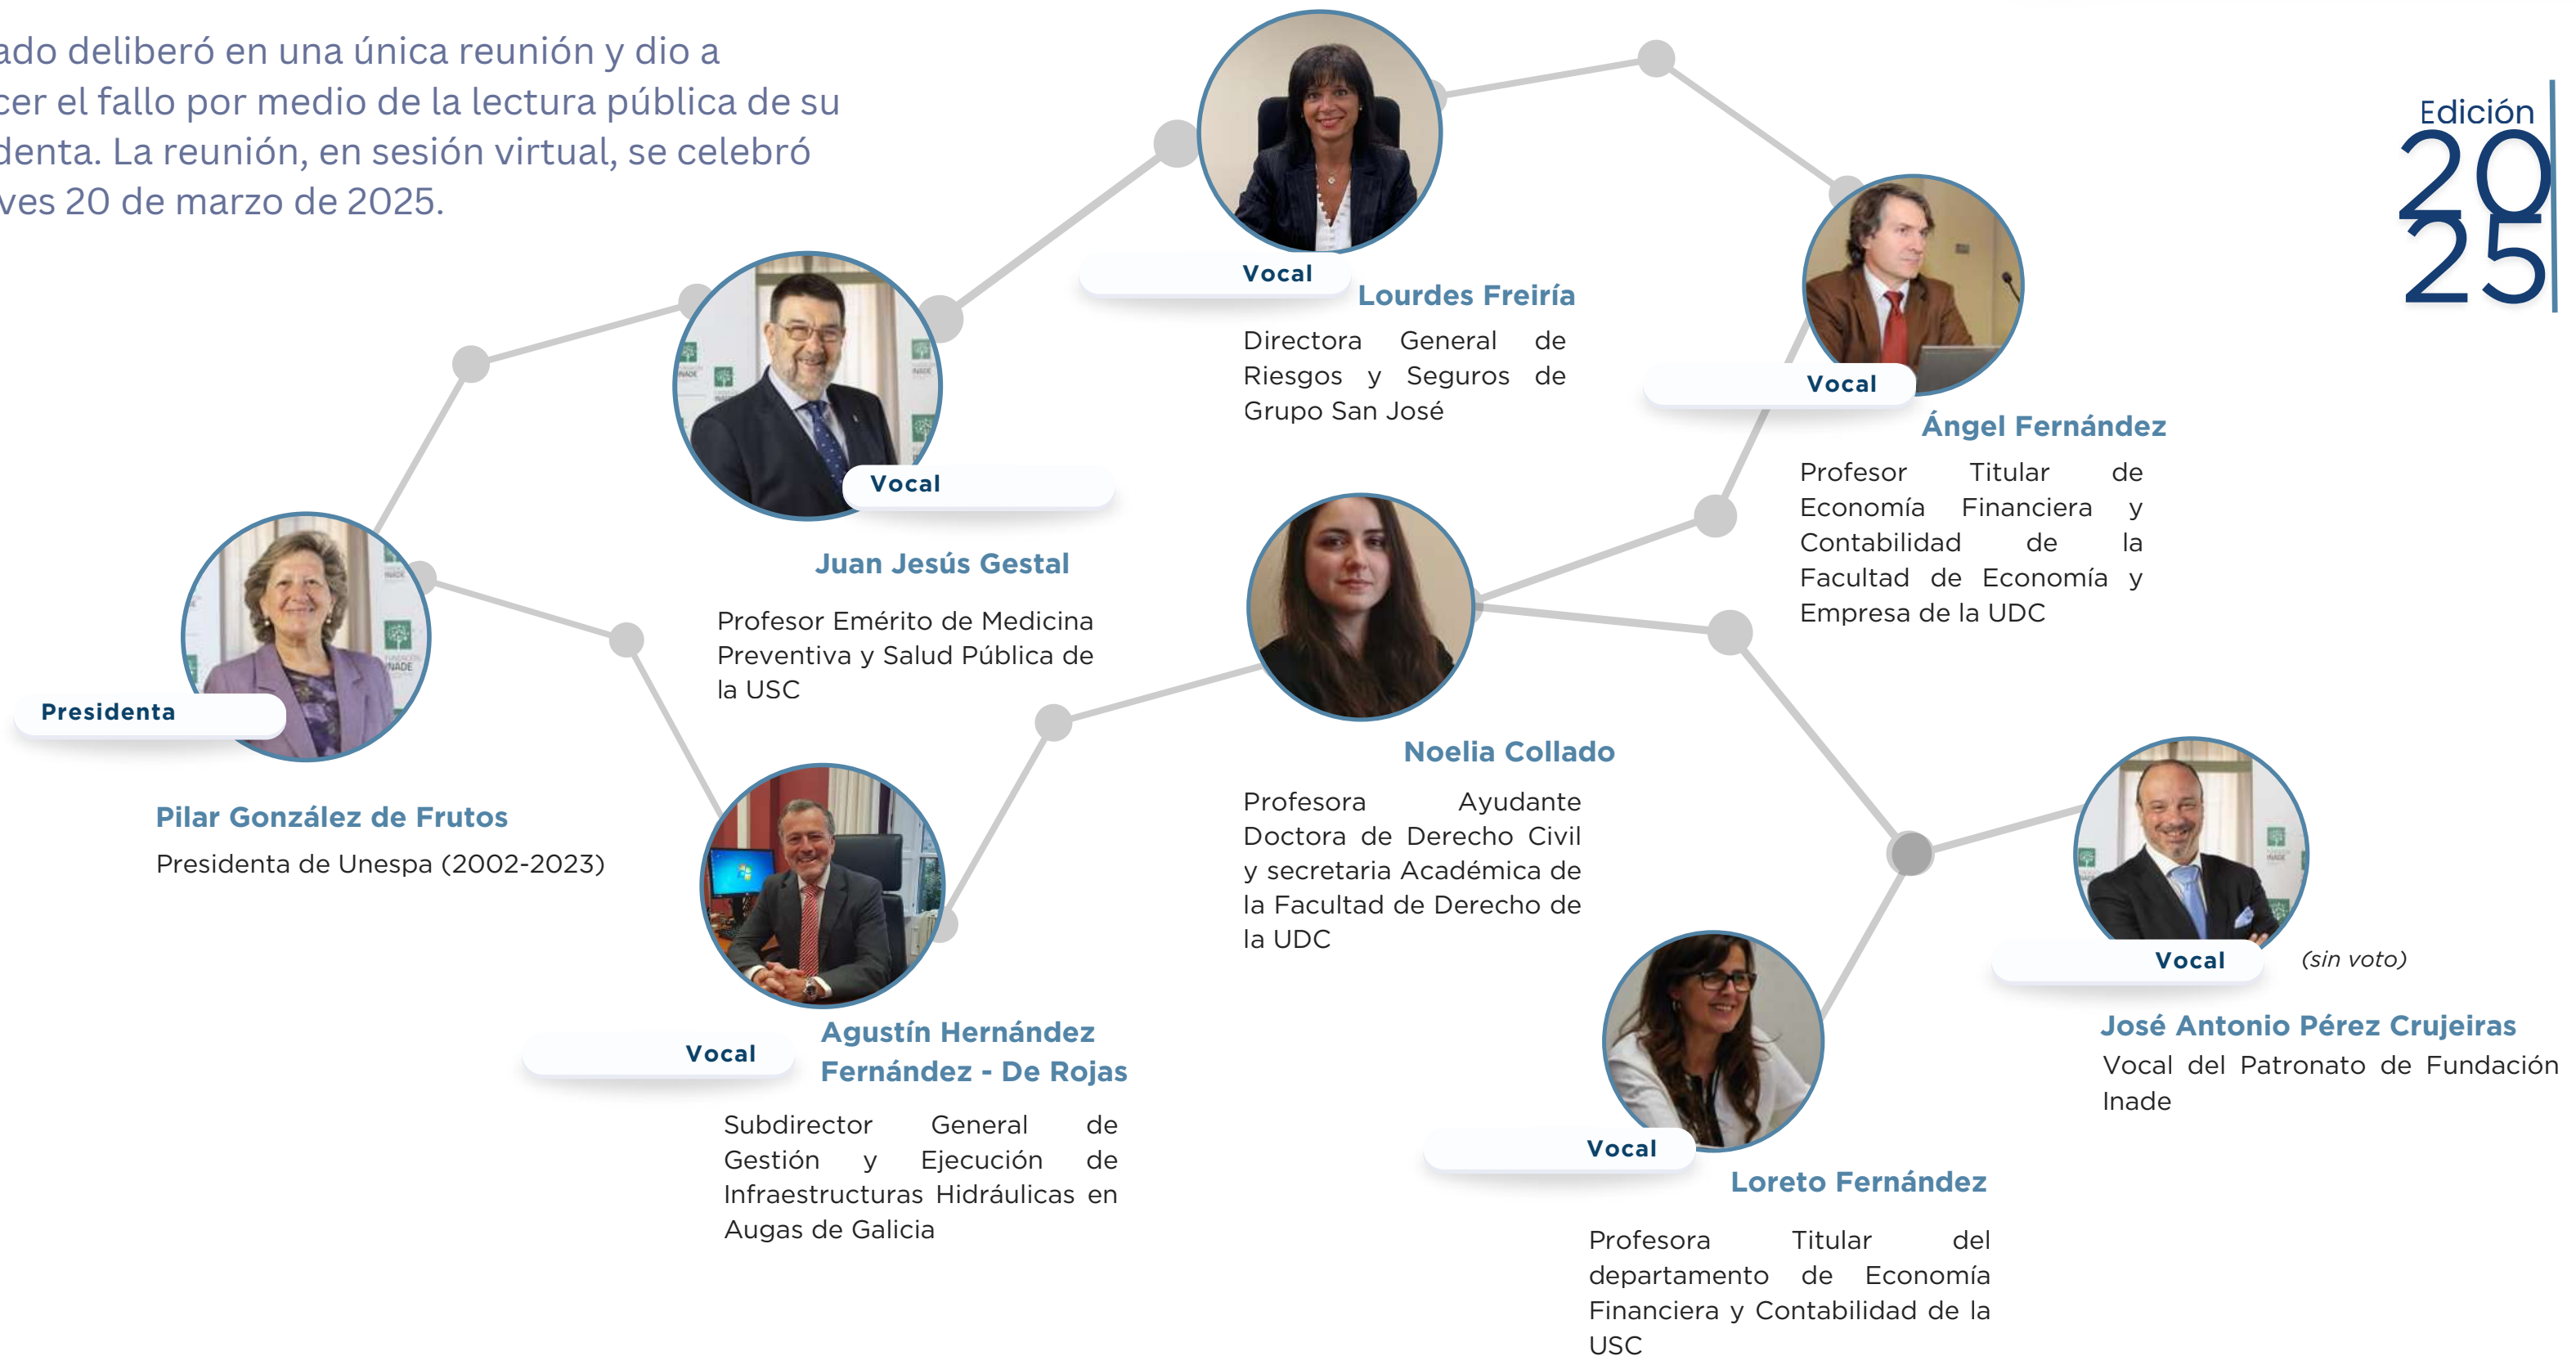 ado deliberó en una única reunión y dio a
cer el fallo por medio de la lectura pública de su
denta. La reunión, en sesión virtual, se celebró
ves 20 de marzo de 2025.
Edición
20
25
Vocal
Lourdes Freiría
Directora General de
Riesgos y Seguros de
Grupo San José
Vocal
Ángel Fernández
Profesor Titular de
Economía Financiera y
Contabilidad de la
Facultad de Economía y
Empresa de la UDC
Vocal
Juan Jesús Gestal
Profesor Emérito de Medicina
Preventiva y Salud Pública de
la USC
Presidenta
Pilar González de Frutos
Presidenta de Unespa (2002-2023)
FUNDACIÓN
INADE
Noelia Collado
Profesora Ayudante
Doctora de Derecho Civil
y secretaria Académica de
la Facultad de Derecho de
la UDC
Vocal
Agustín Hernández
Fernández - De Rojas
Subdirector General de
Gestión y Ejecución de
Infraestructuras Hidráulicas en
Augas de Galicia
Vocal
(sin voto)
José Antonio Pérez Crujeiras
Vocal del Patronato de Fundación
Inade
Vocal
Loreto Fernández
Profesora Titular del
departamento de Economía
Financiera y Contabilidad de la
USC